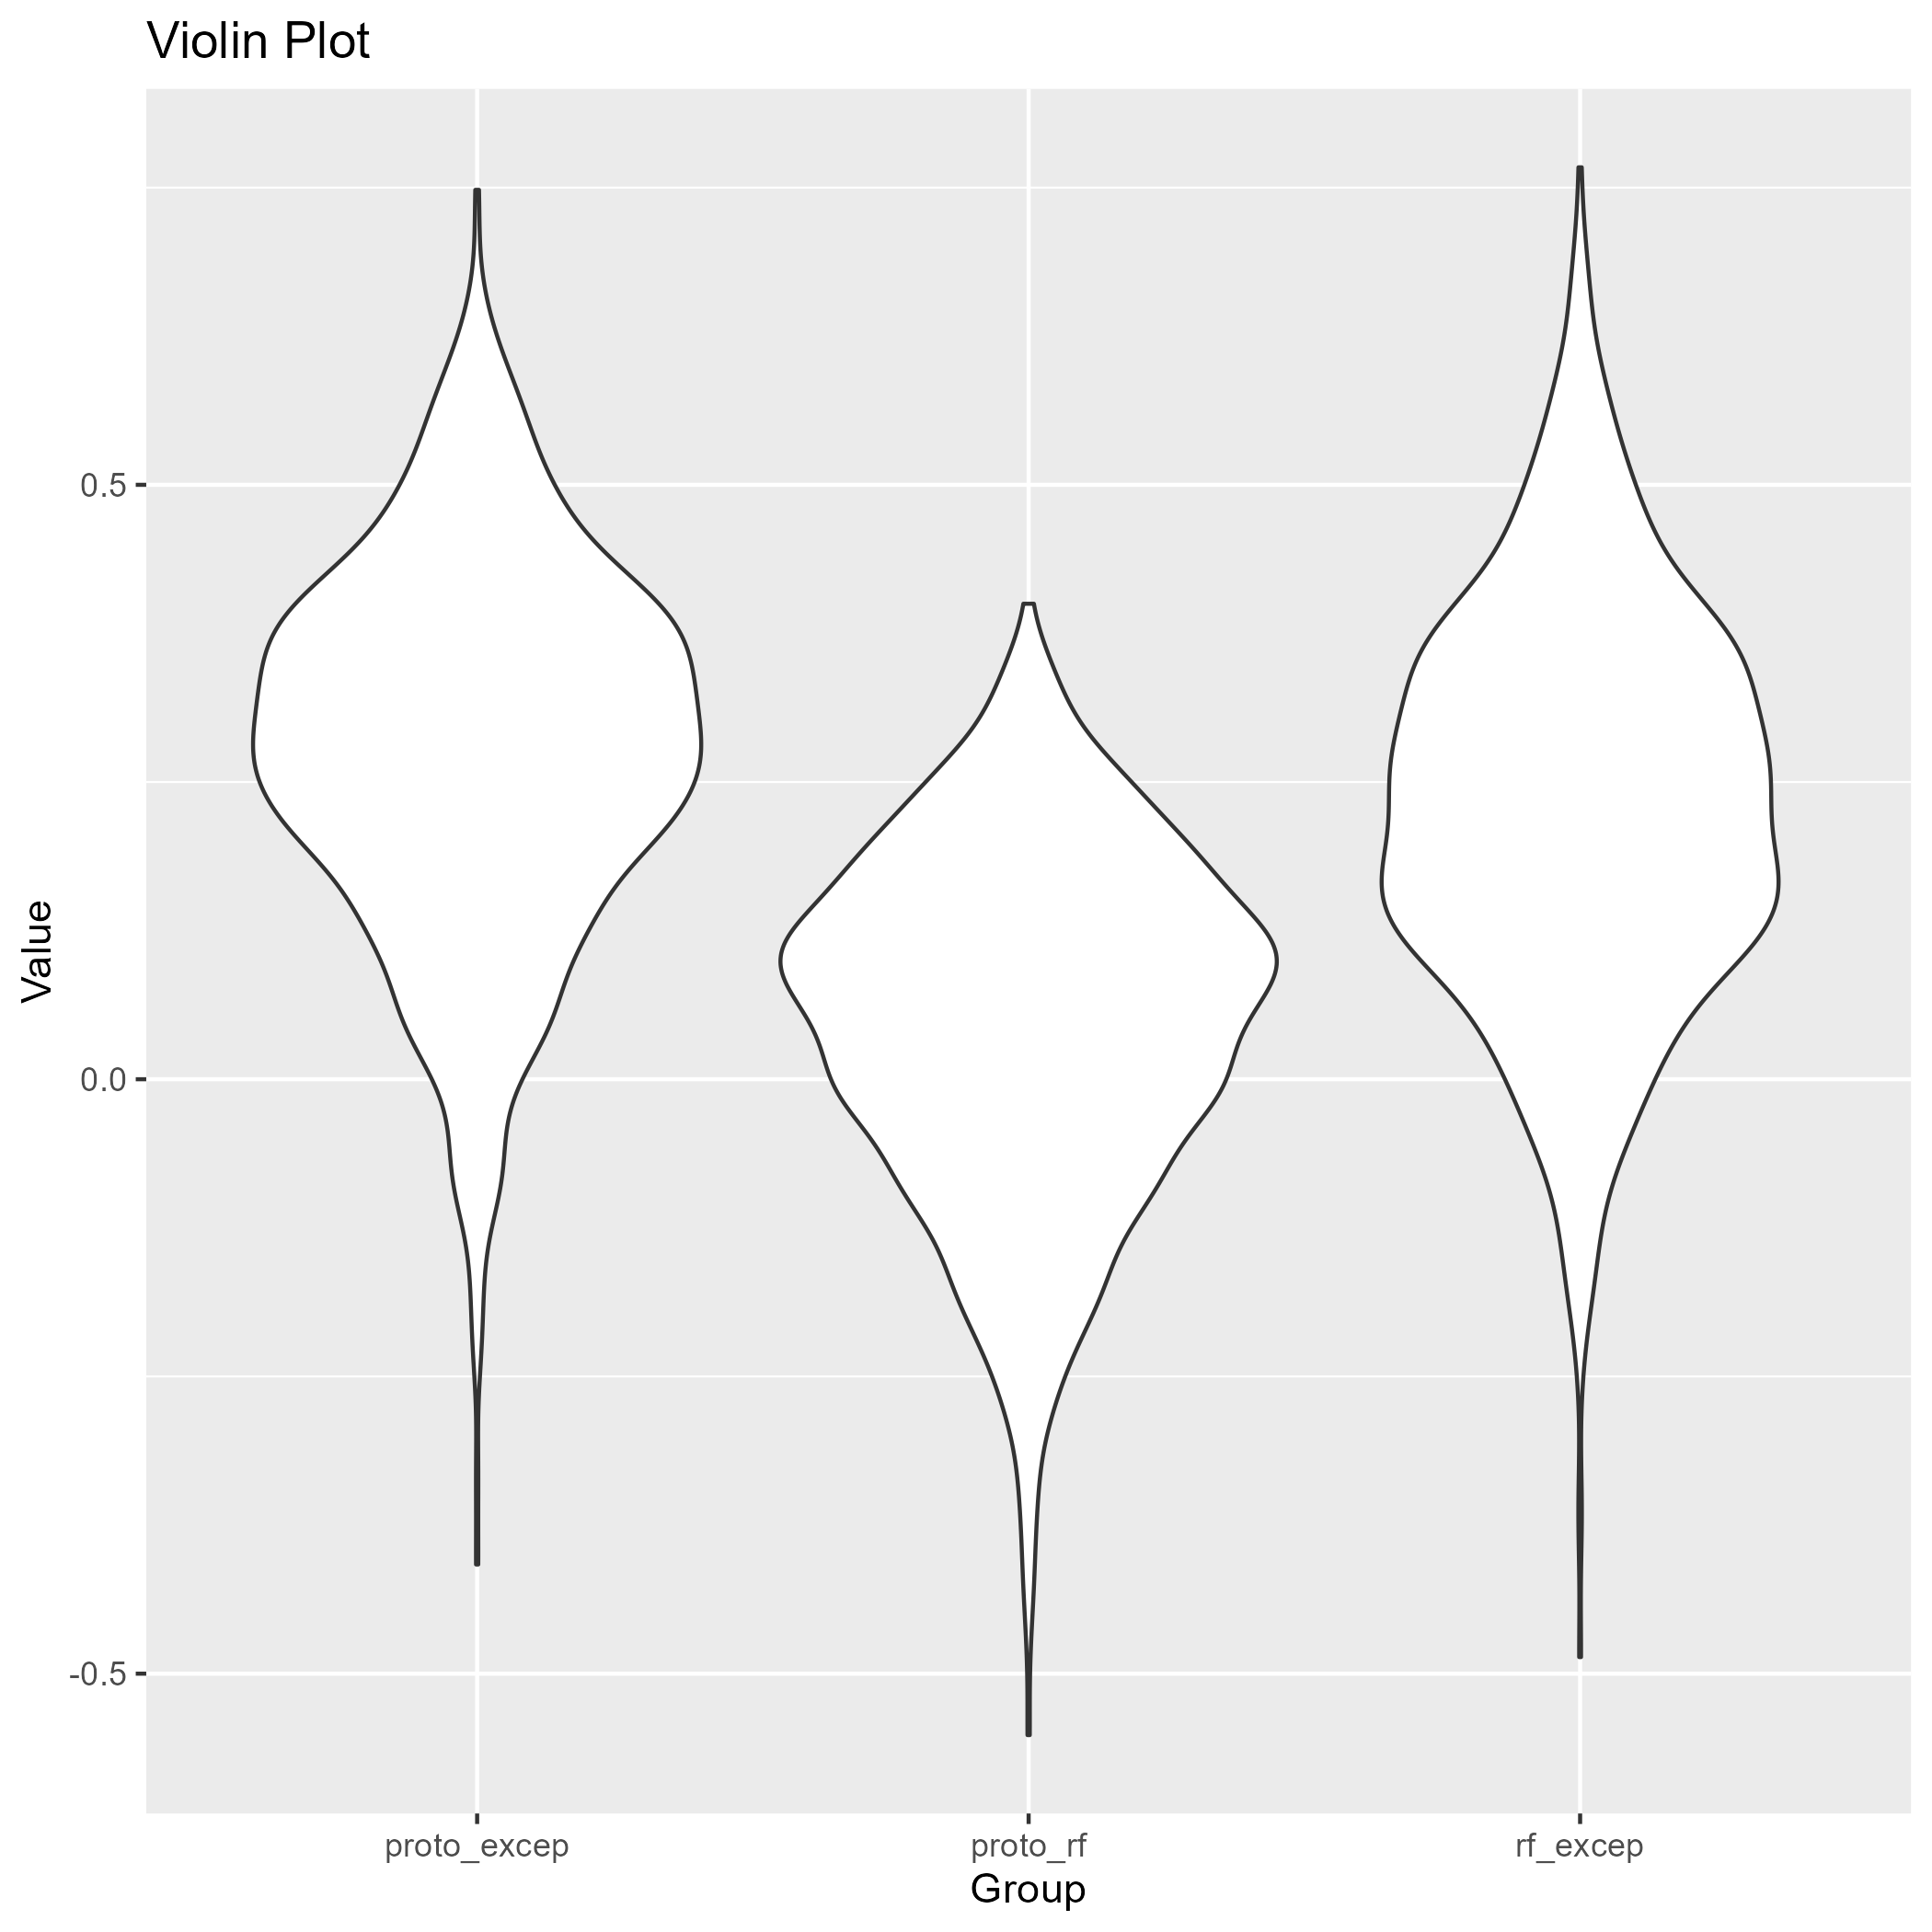 Violin Plot
Value
0.5
0.0
-0.5
proto_excep
proto_rf
rf_excep
Group